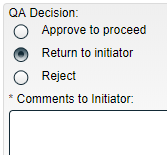 QA Decision:
Approve to proceed
Return to initiator
Reject
* Comments to Initiator: